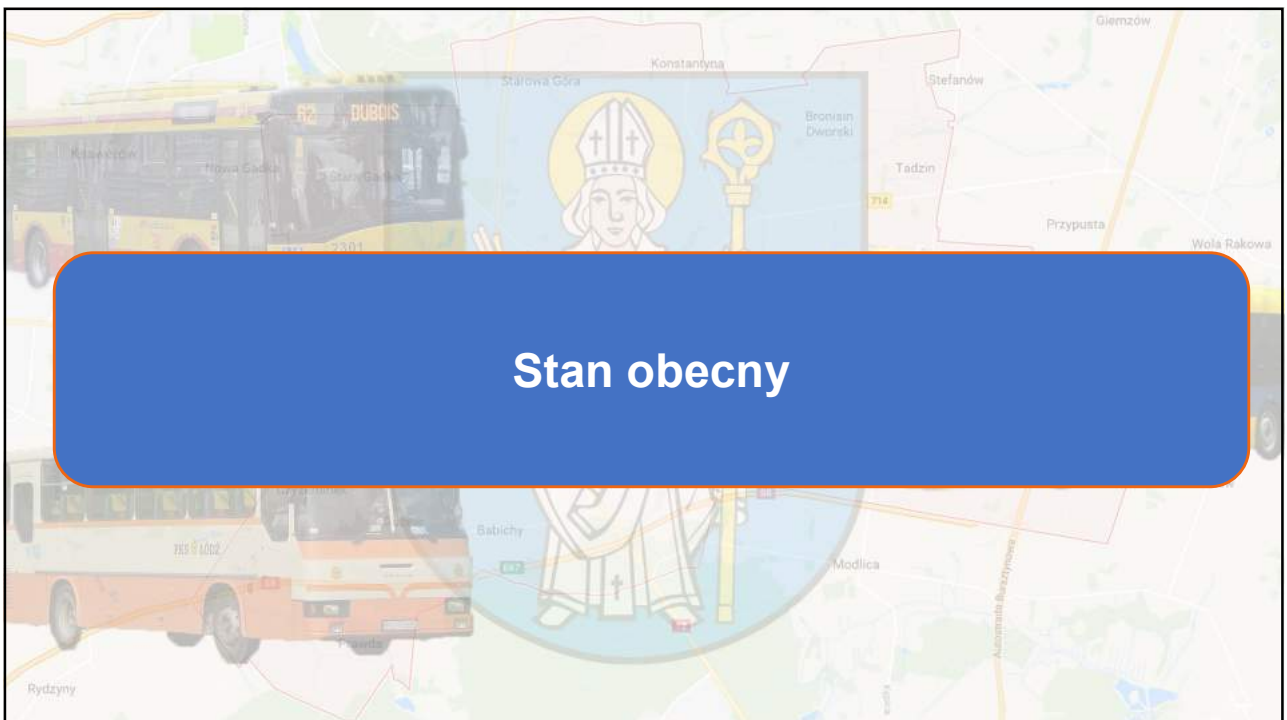 Giemzów
Konstantyna
Starowa Góra
Stefanów
Bronisin
Dworski
62 DUBOIS
Ksawerów
Nowa Gadka
Stara Gadka
Tadzin
714
Przypusta
Wola Rakowa
2301
Stan obecny
PKS ŁÓDŹ
Babichy
Modlica
Autostrada Bursztynowa
Prawda
Rydzyny